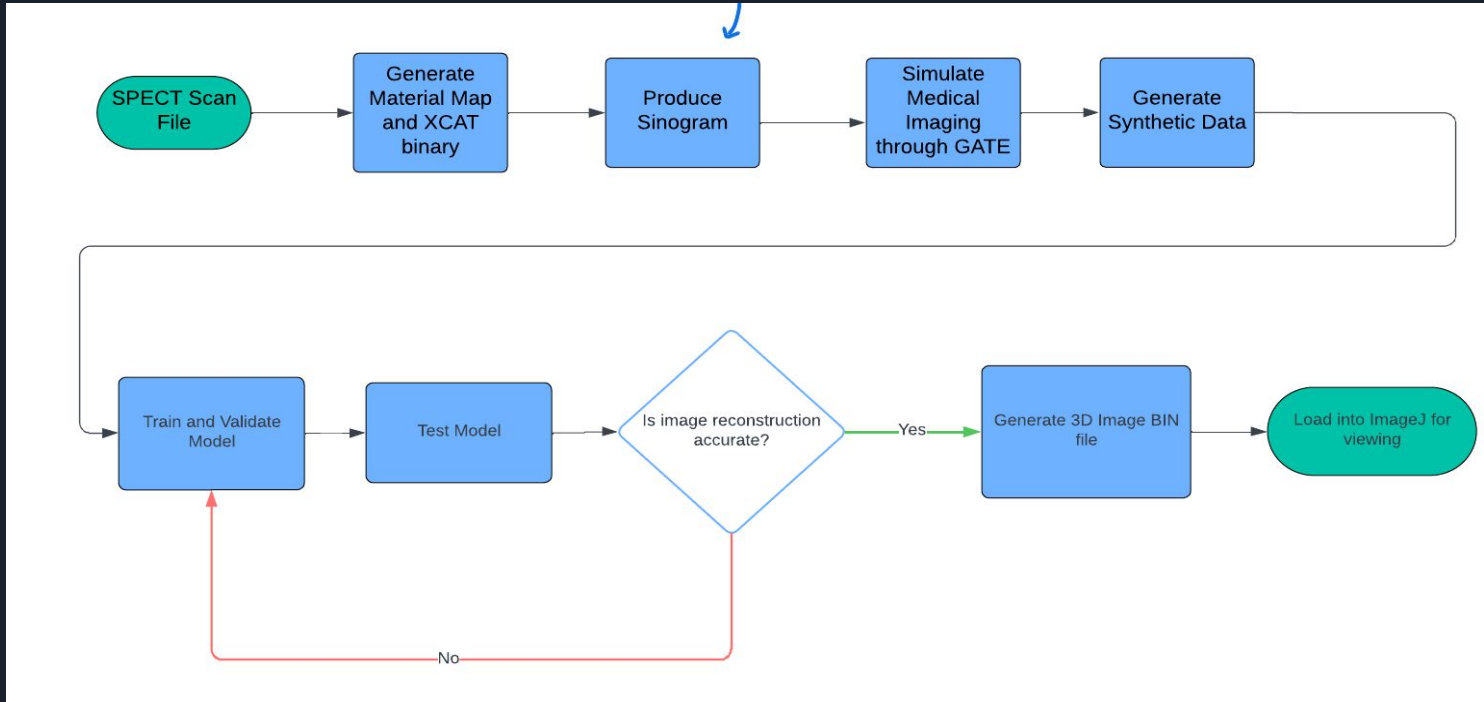 SPECT Scan
File
Generate
Material Map
and XCAT
binary
Produce
Sinogram
Simulate
Medical
Imaging
through GATE
Generate
Synthetic Data
Train and Validate
Model
Test Model
Is image reconstruction
accurate?
Yes
Generate 3D Image BIN
file
Load into ImageJ for
viewing
No